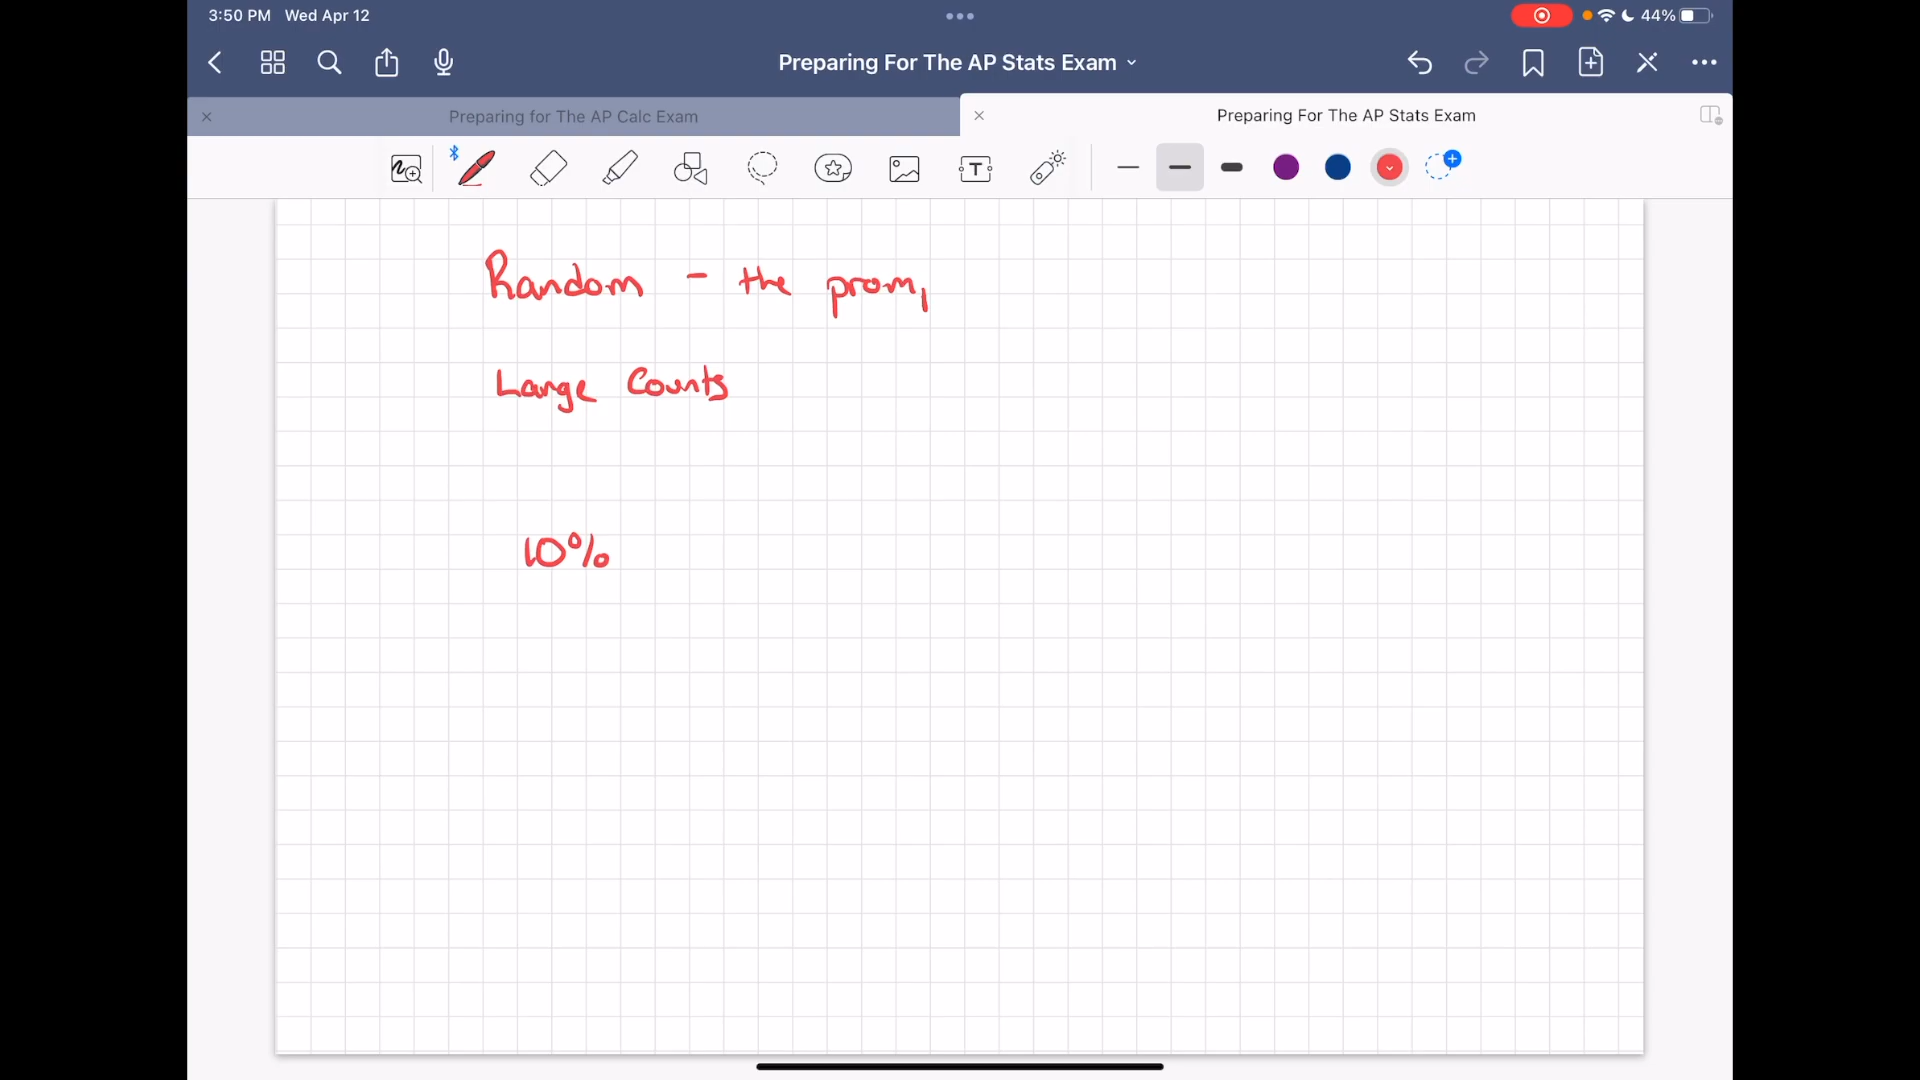 3:50 PM Wed Apr 12
44%
Preparing For The AP Stats Exam
Preparing for The AP Calc Exam
Preparing For The AP Stats Exam
T
Random - the prom,
Large Counts
10%